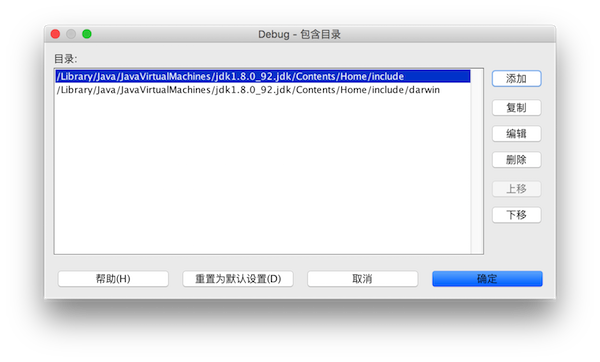 Debug - 包含目录
目录:
/Library/Java/JavaVirtualMachines/jdk1.8.0_92.jdk/Contents/Home/include
/Library/Java/JavaVirtualMachines/jdk1.8.0_92.jdk/Contents/Home/include/darwin
添加
复制
编辑
删除
上移
下移
帮助(H)
重置为默认设置(D)
取消
确定